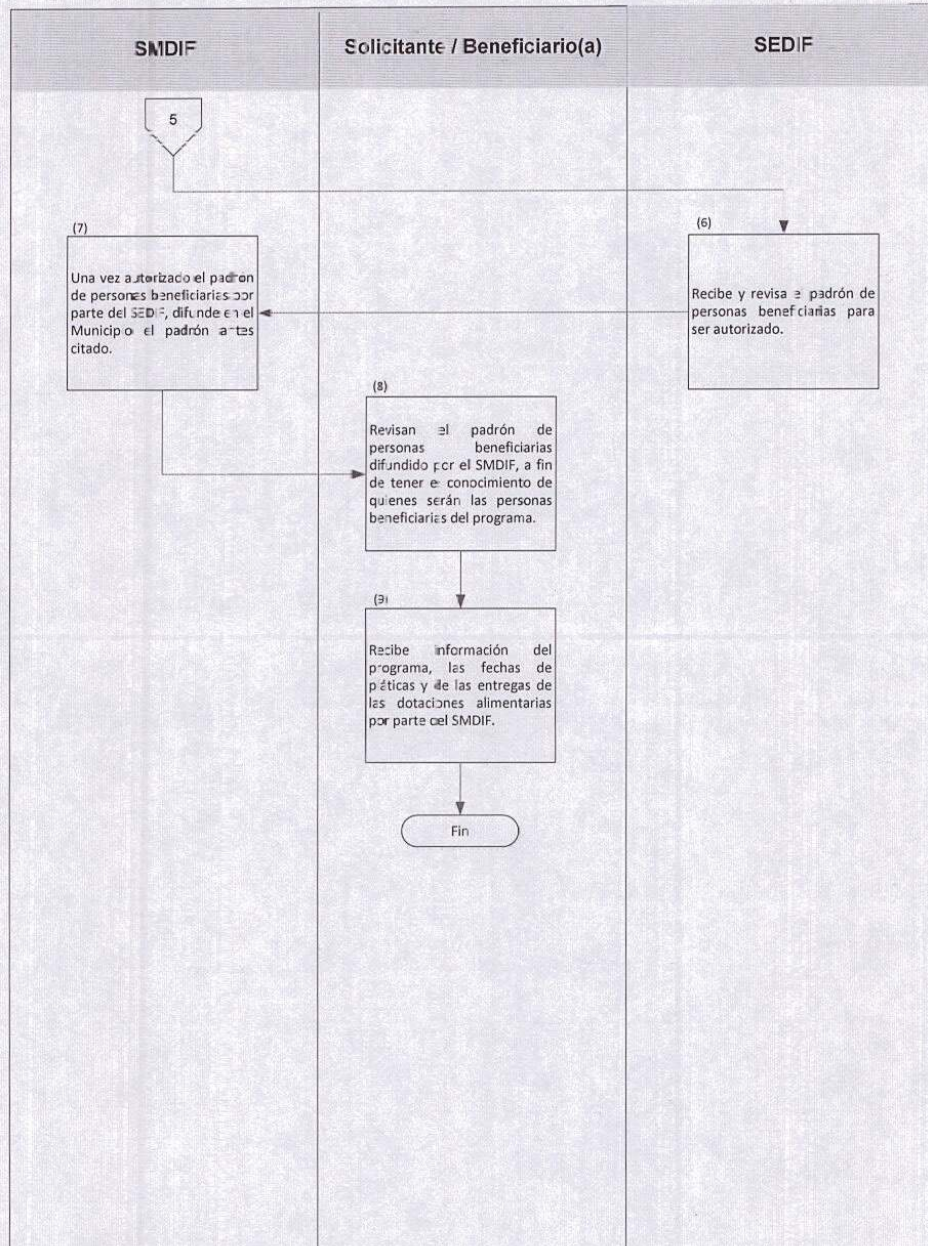 SMDIF
Solicitante / Beneficiario(a)
SEDIF
5
(6)
Recibe y revisa el padrón de
personas beneficiarias para
ser autorizado.
(7)
Una vez autorizado el padrón
de personas beneficiarias por
parte del SEDIF, difunde en el
Municipio el padrón antes
citado.
(8)
Revisan el padrón de
personas beneficiarias
difundido por el SMDIF, a fin
de tener el conocimiento de
quienes serán las personas
beneficiarias del programa.
(9)
Recibe información del
programa, las fechas de
pláticas y de las entregas de
las dotaciones alimentarias
por parte del SMDIF.
Fin